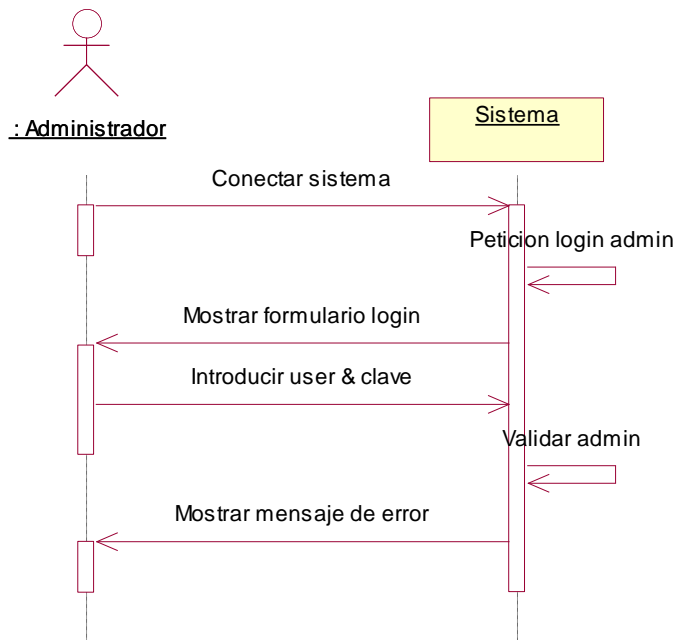 : Administrador
Sistema
Conectar sistema
Peticion login admin
Mostrar formulario login
Introducir user & clave
Validar admin
Mostrar mensaje de error